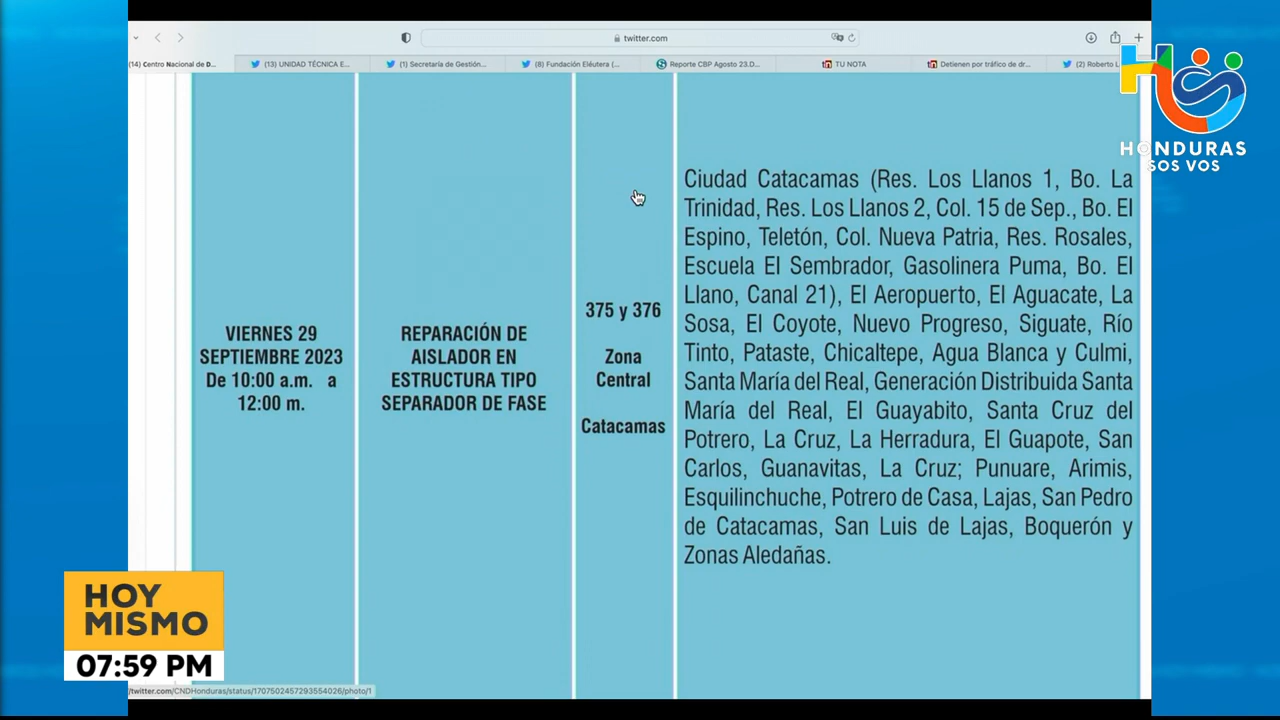 twitter.com
(14) Centro Nacional de D...
(13) UNIDAD TÉCNICA E...
(1) Secretaría de Gestión...
(8) Fundación Eléutera (...
Reporte CBP Agosto 23.D...
TU NOTA
Detienen por tráfico de dr...
(2) Roberto L
HONDURAS
SOS VOS
VIERNES 29
SEPTIEMBRE 2023
De 10:00 a.m. a
12:00 m.
REPARACIÓN DE
AISLADOR EN
ESTRUCTURA TIPO
SEPARADOR DE FASE
375 y 376
Zona
Central
Catacamas
Ciudad Catacamas (Res. Los Llanos 1, Bo. La
Trinidad, Res. Los Llanos 2, Col. 15 de Sep., Bo. El
Espino, Teletón, Col. Nueva Patria, Res. Rosales,
Escuela El Sembrador, Gasolinera Puma, Bo. El
Llano, Canal 21), El Aeropuerto, El Aguacate, La
Sosa, El Coyote, Nuevo Progreso, Siguate, Río
Tinto, Pataste, Chicaltepe, Agua Blanca y Culmi,
Santa María del Real, Generación Distribuida Santa
María del Real, El Guayabito, Santa Cruz del
Potrero, La Cruz, La Herradura, El Guapote, San
Carlos, Guanavitas, La Cruz; Punuare, Arimis,
Esquilinchuche, Potrero de Casa, Lajas, San Pedro
de Catacamas, San Luis de Lajas, Boquerón y
Zonas Aledañas.
HOY
MISMO
07:59 PM
/twitter.com/CNDHonduras/status/1707502457293554026/photo/1